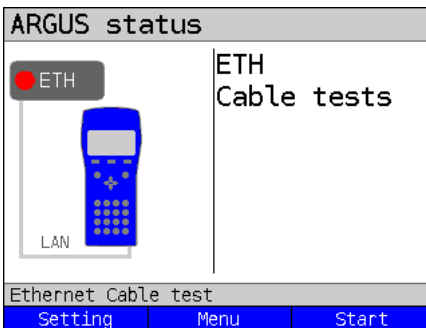 ARGUS status
ETH
ETH
Cable tests
LAN
Ethernet Cable test
Setting Menu Start